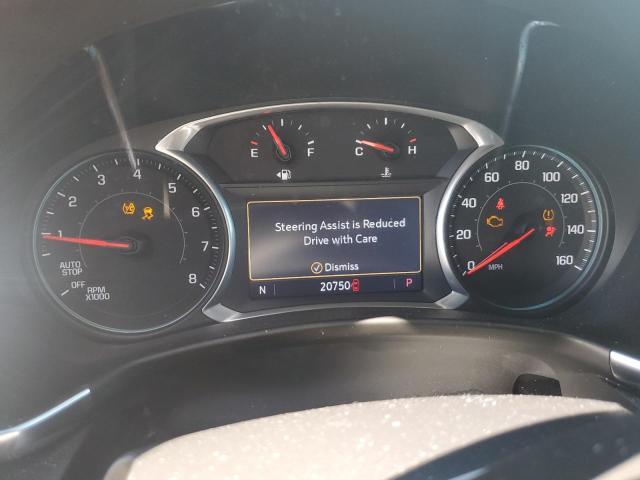 E F
C H
1 2 3 4 5 6 7 8
AUTO
STOP
OFF
RPM
X1000
Steering Assist is Reduced
Drive with Care
Dismiss
N 20750 P
0 20 40 60 80 100 120 140 160
MPH